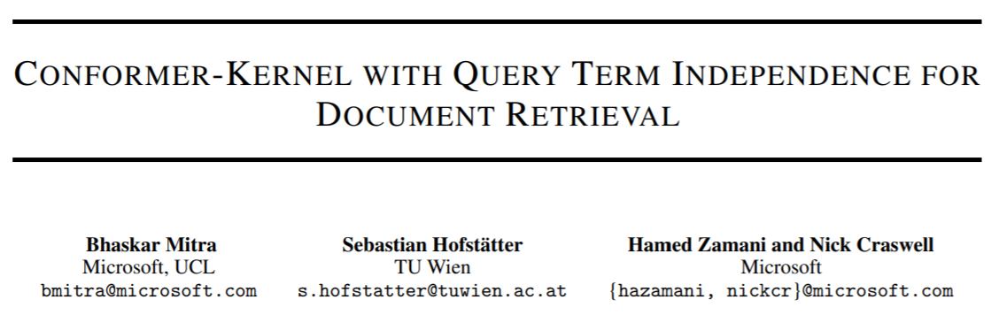 CONFORMER-KERNEL WITH QUERY TERM INDEPENDENCE FOR
DOCUMENT RETRIEVAL
Bhaskar Mitra
Microsoft, UCL
bmitra@microsoft.com
Sebastian Hofstätter
TU Wien
s.hofstatter@tuwien.ac.at
Hamed Zamani and Nick Craswell
Microsoft
{hazamani, nickcr}@microsoft.com